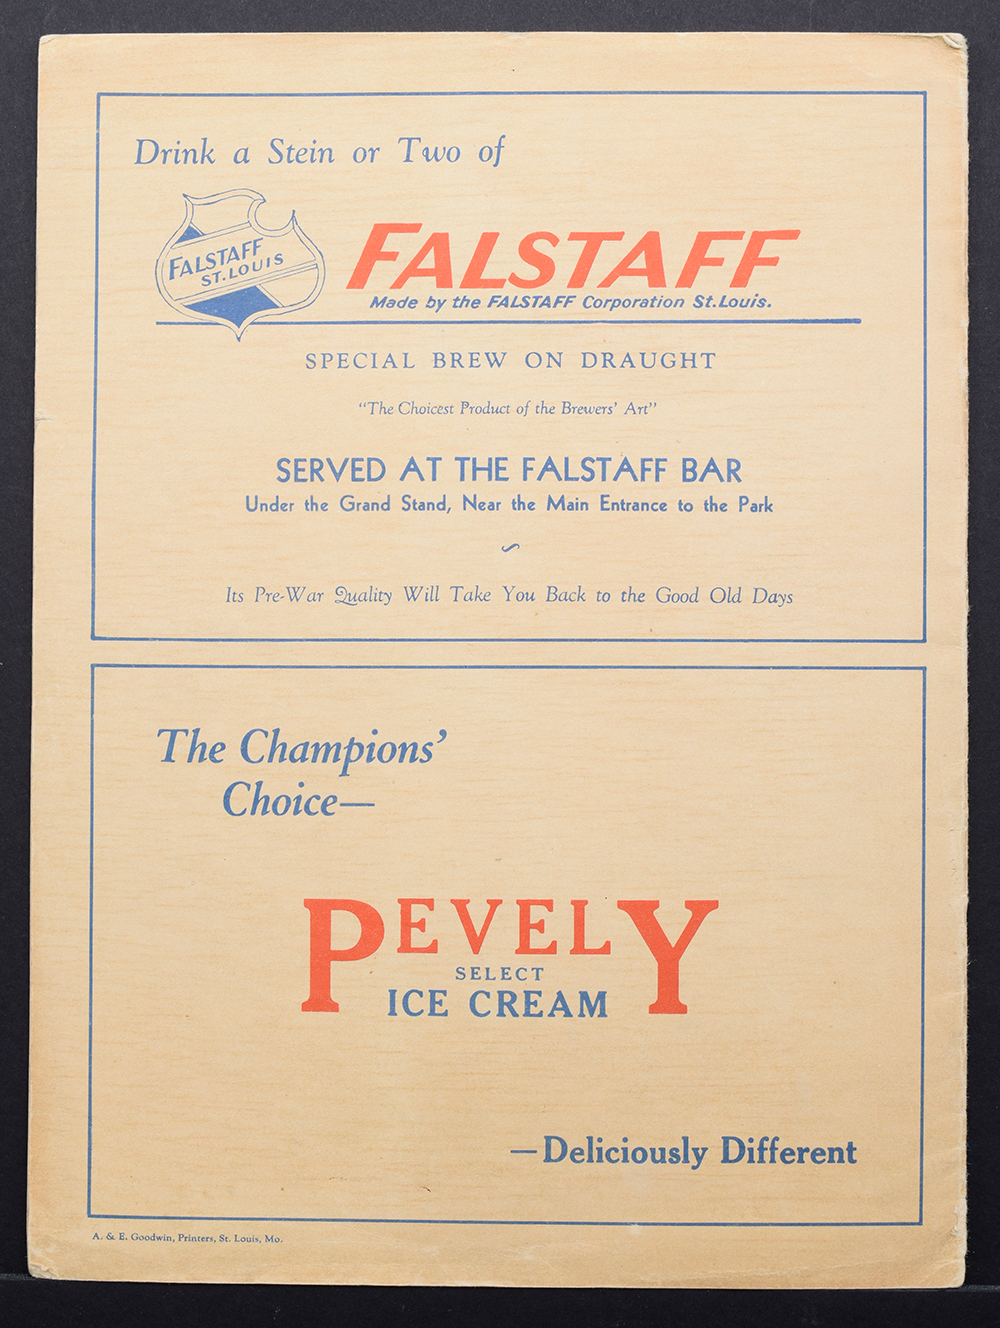 Drink a Stein or Two of
FALSTAFF
ST. LOUIS
FALSTAFF
Made by the FALSTAFF Corporation St. Louis.
SPECIAL BREW ON DRAUGHT
"The Choicest Product of the Brewers' Art"
SERVED AT THE FALSTAFF BAR
Under the Grand Stand, Near the Main Entrance to the Park
Its Pre-War Quality Will Take You Back to the Good Old Days
The Champions'
Choice—
PEVELY
SELECT
ICE CREAM
—Deliciously Different
A. & E. Goodwin, Printers, St. Louis, Mo.